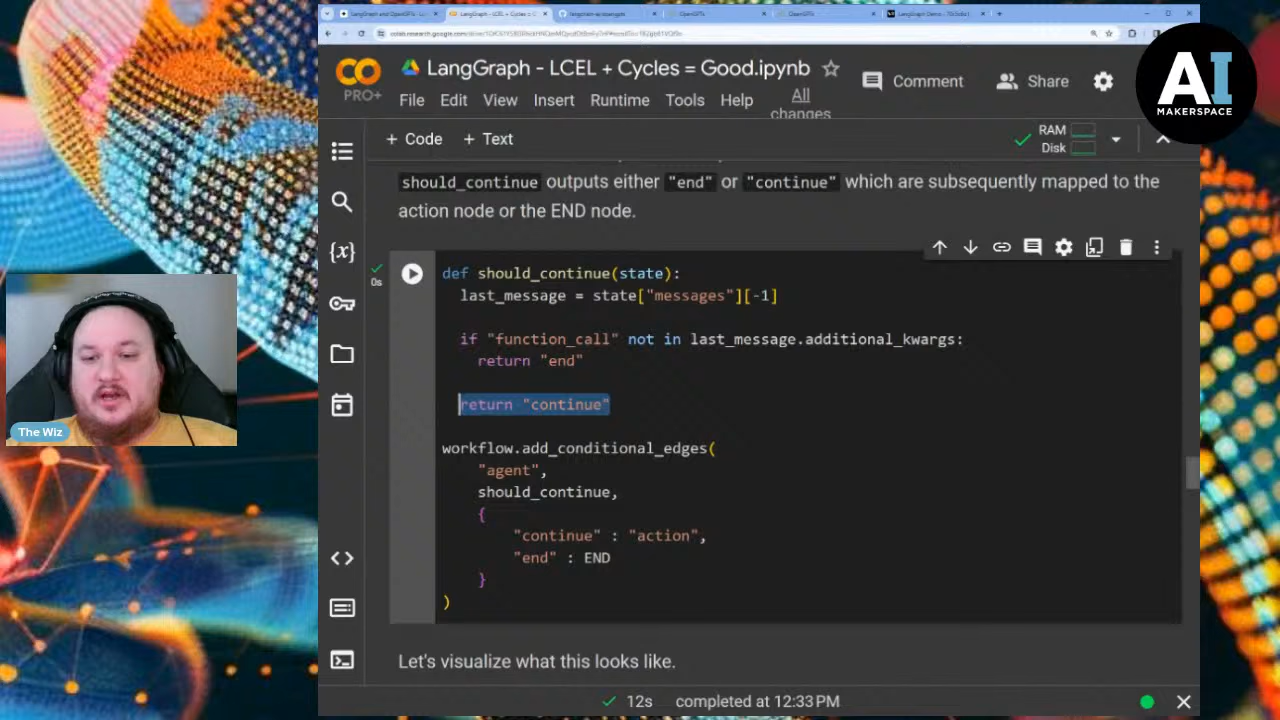 LangGraph - LCEL + Cycles = Good.ipynb
PRO+
File Edit View Insert Runtime Tools Help All changes
Comment Share
AI
MAKERSPACE
+ Code + Text
RAM
Disk
should_continue outputs either "end" or "continue" which are subsequently mapped to the
action node or the END node.
{x}
0s
def should_continue(state):
last_message = state["messages"][-1]
if "function_call" not in last_message.additional_kwargs:
return "end"
return "continue"
workflow.add_conditional_edges(
"agent",
should_continue,
{
"continue" : "action",
"end" : END
}
)
The Wiz
Let's visualize what this looks like.
12s completed at 12:33 PM